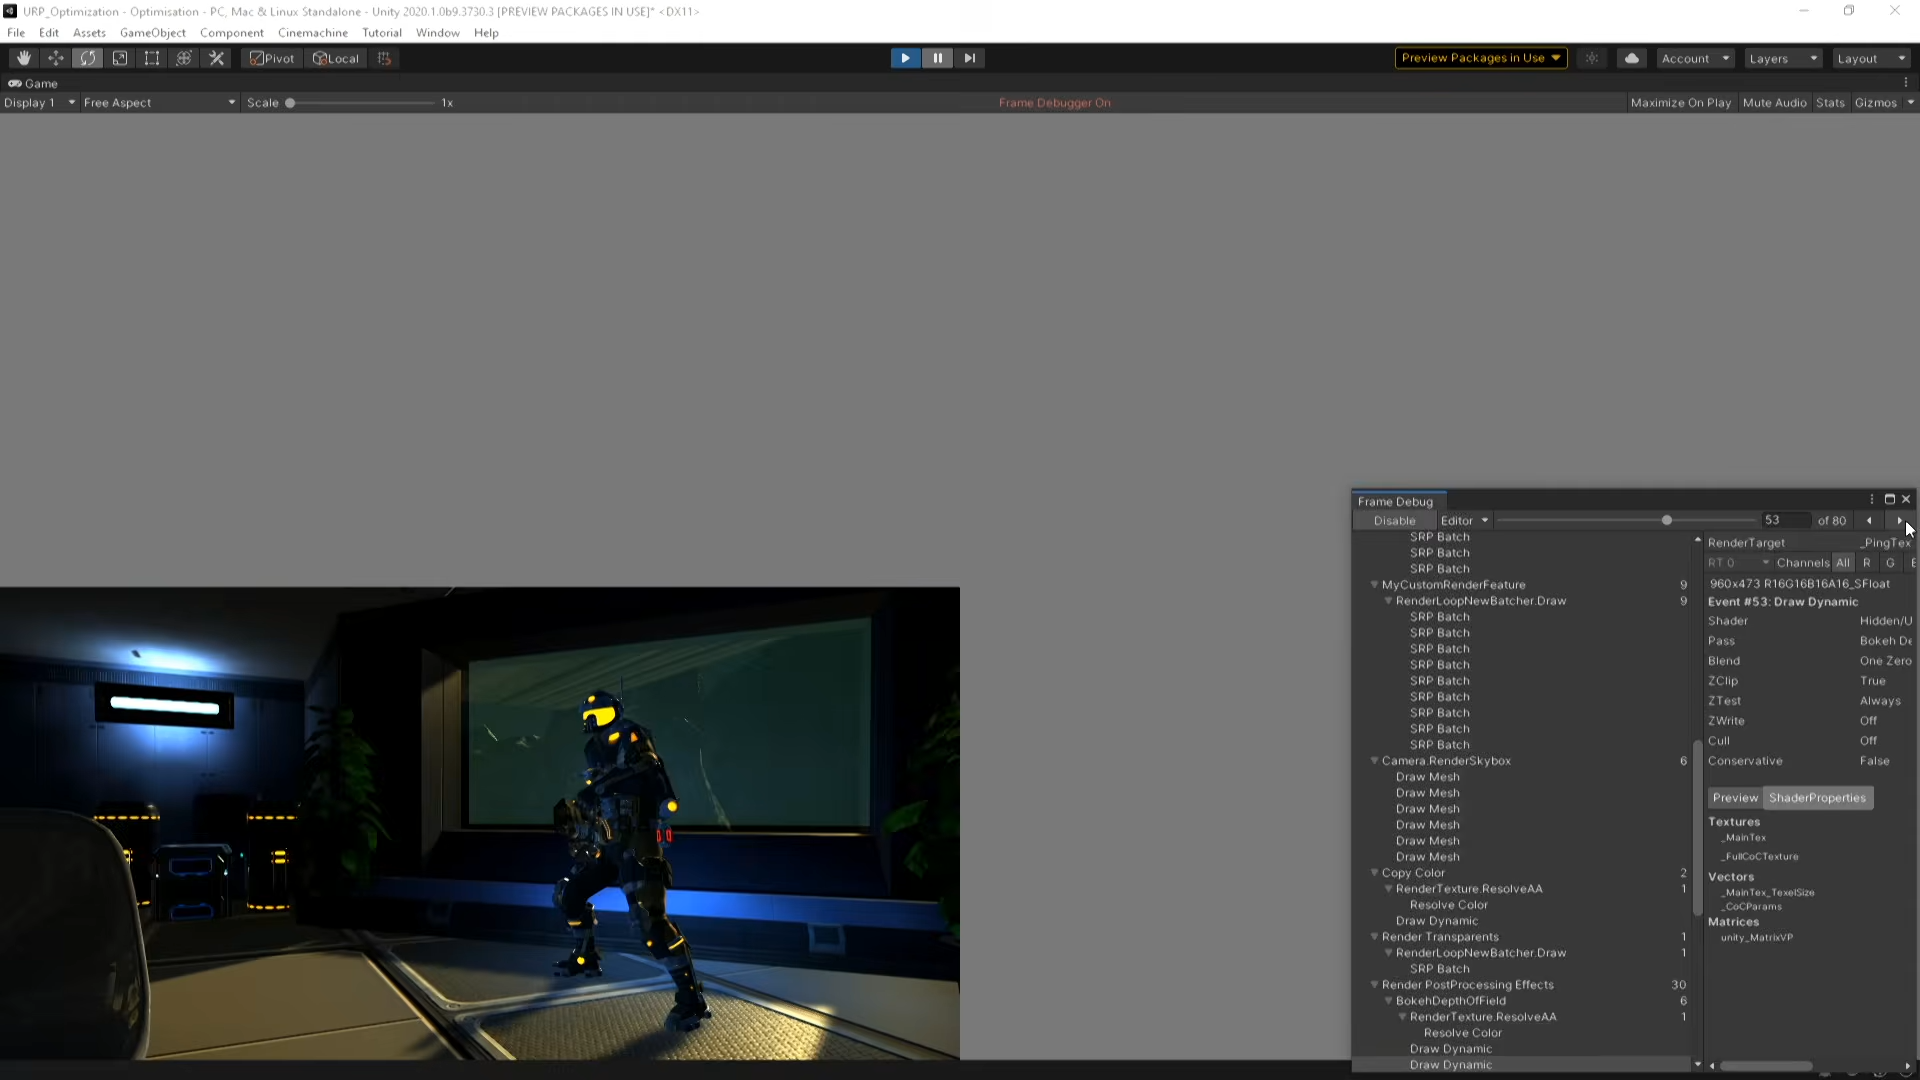 URP_Optimization - Optimisation - PC, Mac & Linux Standalone - Unity 2020.1.0b9.3730.3 [PREVIEW PACKAGES IN USE]* <DX11>
File Edit Assets GameObject Component Cinemachine Tutorial Window Help
Pivot Local Preview Packages in Use Account Layers Layout
Game
Display 1 Free Aspect Scale 1x Frame Debugger On Maximize On Play Mute Audio Stats Gizmos
Frame Debug
Disable Editor 53 of 80
SRP Batch
SRP Batch
SRP Batch
MyCustomRenderFeature 9
RenderLoopNewBatcher.Draw 9
SRP Batch
SRP Batch
SRP Batch
SRP Batch
SRP Batch
SRP Batch
SRP Batch
SRP Batch
SRP Batch
Camera.RenderSkybox 6
Draw Mesh
Draw Mesh
Draw Mesh
Draw Mesh
Draw Mesh
Draw Mesh
Copy Color 2
RenderTexture.ResolveAA 1
Resolve Color
Draw Dynamic
Render Transparents 1
RenderLoopNewBatcher.Draw 1
SRP Batch
Render PostProcessing Effects 30
BokehDepthOfField 6
RenderTexture.ResolveAA 1
Resolve Color
Draw Dynamic
Draw Dynamic
RenderTarget _PingTex
RT 0 Channels All R G
960x473 R16G16B16A16_SFloat
Event #53: Draw Dynamic
Shader Hidden/U
Pass Bokeh De
Blend One Zero
ZClip True
ZTest Always
ZWrite Off
Cull Off
Conservative False
Preview ShaderProperties
Textures
_MainTex
_FullCoCTexture
Vectors
_MainTex_TexelSize
_CoCParams
Matrices
unity_MatrixVP